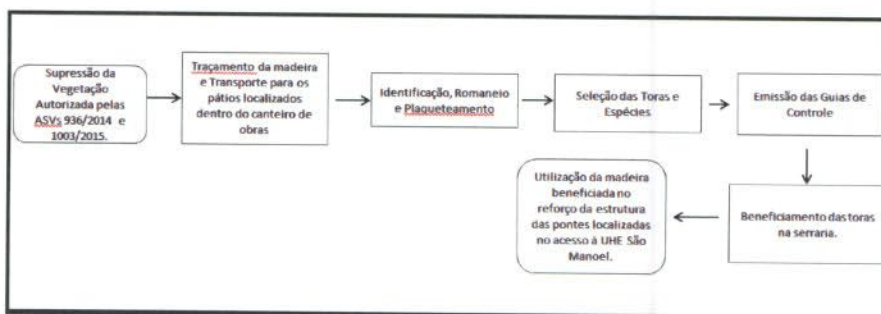 Supressão da
Vegetação
Autorizada pelas
ASVs 936/2014 e
1003/2015.
Traçamento da madeira
e Transporte para os
pátios localizados
dentro do canteiro de
obras
Identificação, Romaneio
e Plaqueteamento
Seleção das Toras e
Espécies
Emissão das Guias de
Controle
Beneficiamento das toras
na serraria.
Utilização da madeira
beneficiada no
reforço da estrutura
das pontes localizadas
no acesso à UHE São
Manoel.